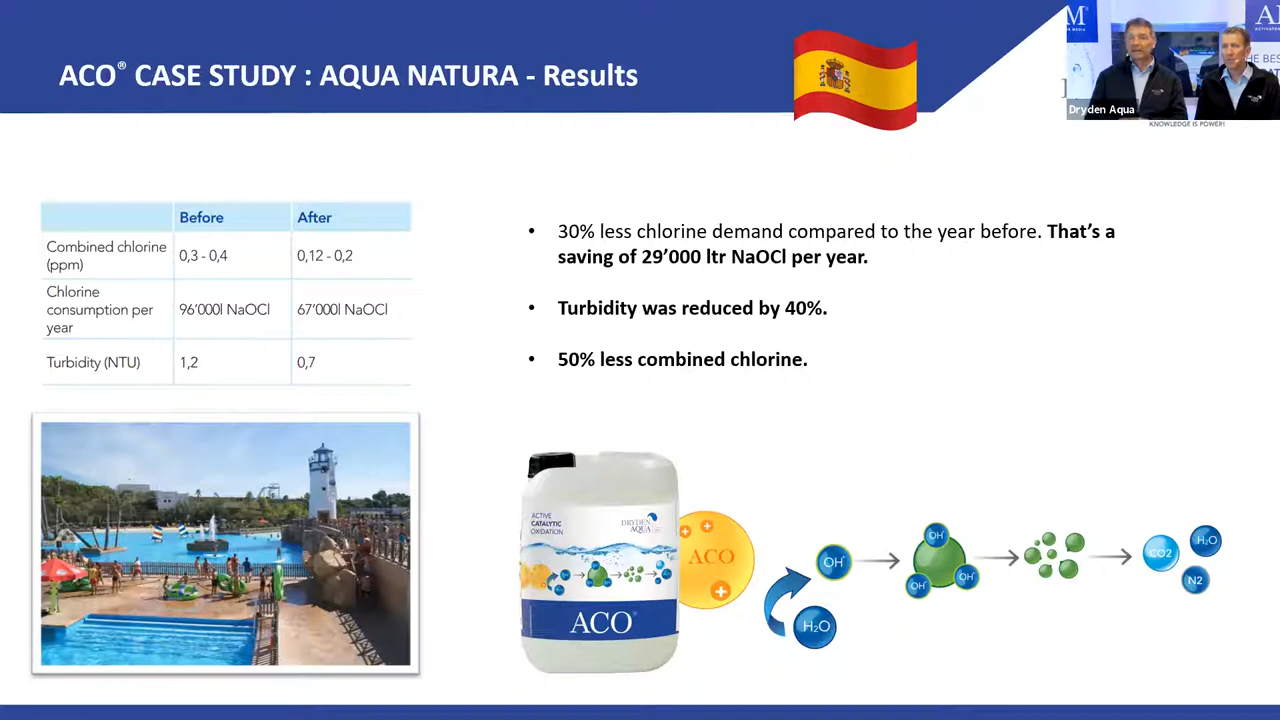 ACO® CASE STUDY : AQUA NATURA - Results
Dryden Aqua
KNOWLEDGE IS POWER!
Before After
Combined chlorine
(ppm)
0,3 - 0,4 0,12 - 0,2
Chlorine
consumption per
year
96’000l NaOCl 67’000l NaOCl
Turbidity (NTU) 1,2 0,7
• 30% less chlorine demand compared to the year before. That’s a
saving of 29’000 ltr NaOCl per year.
• Turbidity was reduced by 40%.
• 50% less combined chlorine.
ACTIVE
CATALYTIC
OXIDATION
DRYDEN
AQUA
ACO®
ACO
H₂O
OH⁻
OH⁻
OH⁻
OH⁻
CO2
H₂O
N2